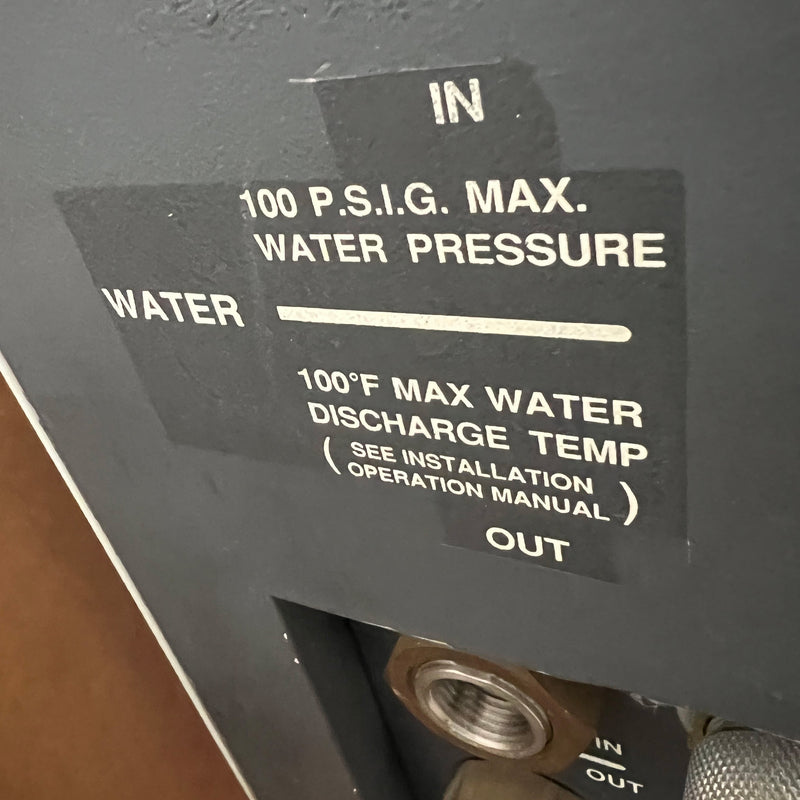 IN
100 P.S.I.G. MAX.
WATER PRESSURE
WATER
100°F MAX WATER
DISCHARGE TEMP
( SEE INSTALLATION
OPERATION MANUAL )
OUT
IN
OUT